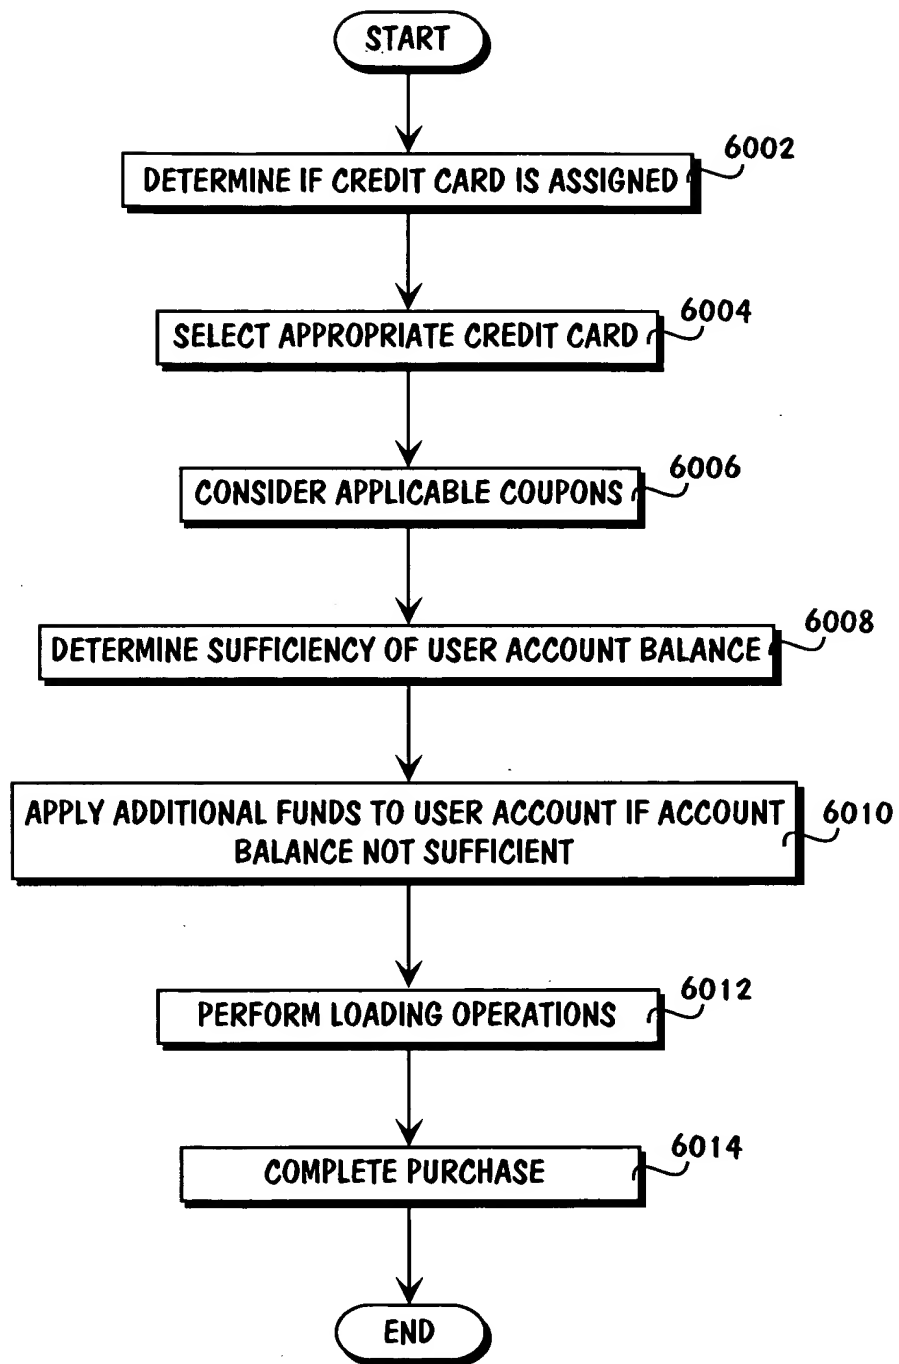 START
6002
DETERMINE IF CREDIT CARD IS ASSIGNED
6004
SELECT APPROPRIATE CREDIT CARD
6006
CONSIDER APPLICABLE COUPONS
6008
DETERMINE SUFFICIENCY OF USER ACCOUNT BALANCE
APPLY ADDITIONAL FUNDS TO USER ACCOUNT IF ACCOUNT
BALANCE NOT SUFFICIENT
6010
6012
PERFORM LOADING OPERATIONS
6014
COMPLETE PURCHASE
END